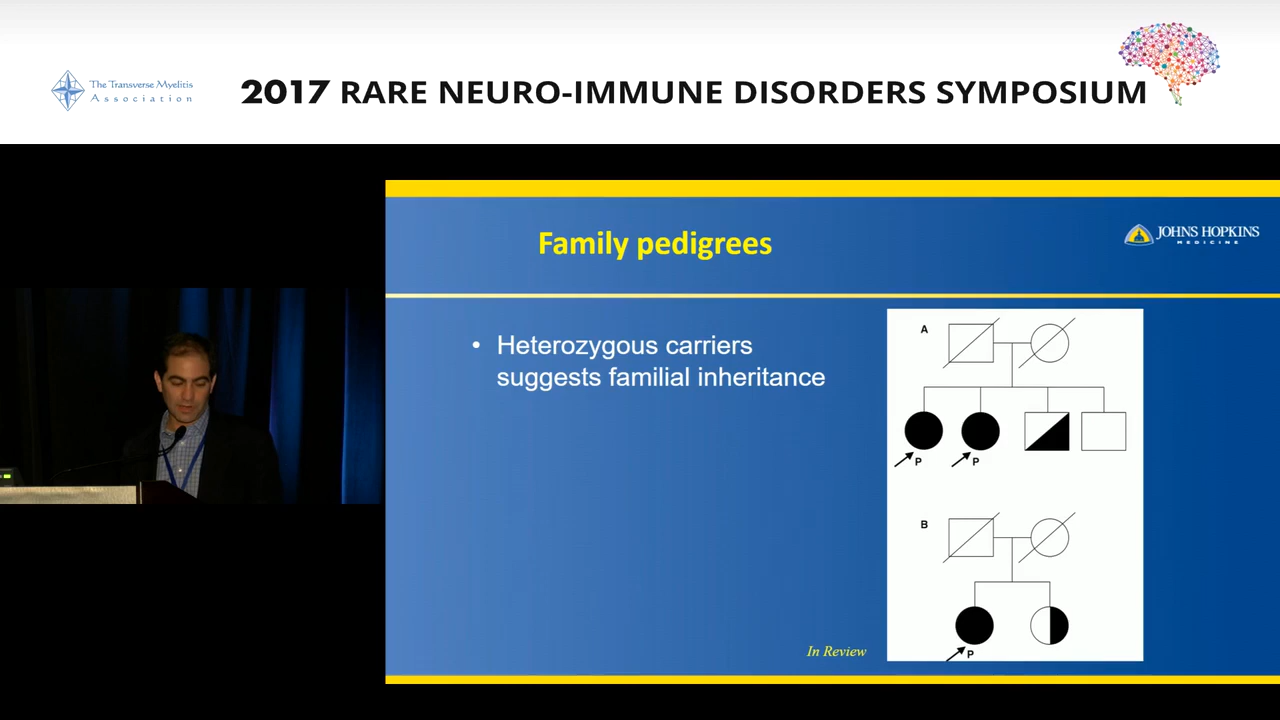 The Transverse Myelitis
Association
2017 RARE NEURO-IMMUNE DISORDERS SYMPOSIUM
Family pedigrees
JOHNS HOPKINS
MEDICINE
• Heterozygous carriers
suggests familial inheritance
A
P
P
B
P
In Review